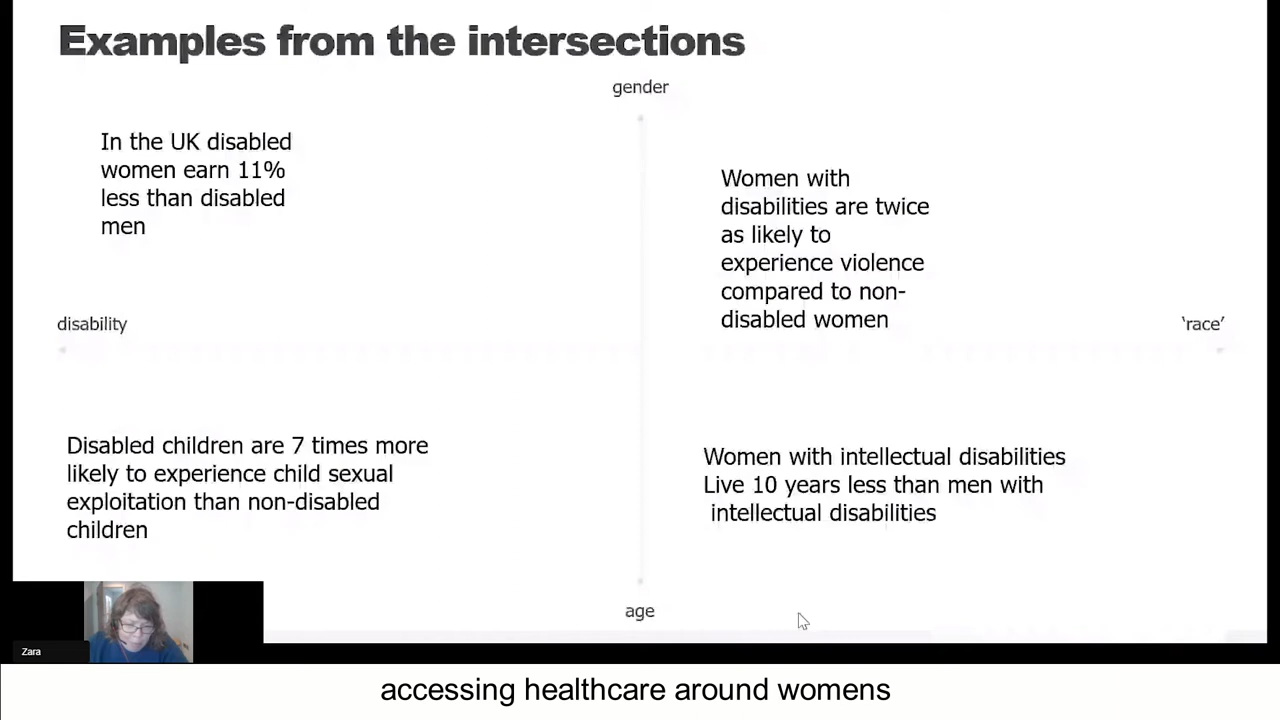 Examples from the intersections
gender
In the UK disabled
women earn 11%
less than disabled
men
Women with
disabilities are twice
as likely to
experience violence
compared to non-
disabled women
disability
‘race’
Disabled children are 7 times more
likely to experience child sexual
exploitation than non-disabled
children
Women with intellectual disabilities
Live 10 years less than men with
intellectual disabilities
age
Zara
accessing healthcare around womens